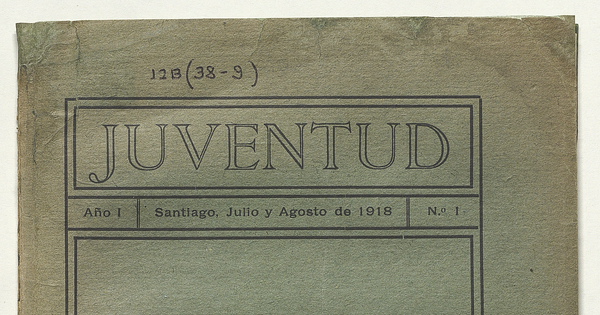 12B (38-9)
JUVENTUD
Año I Santiago, Julio y Agosto de 1918 N.º 1